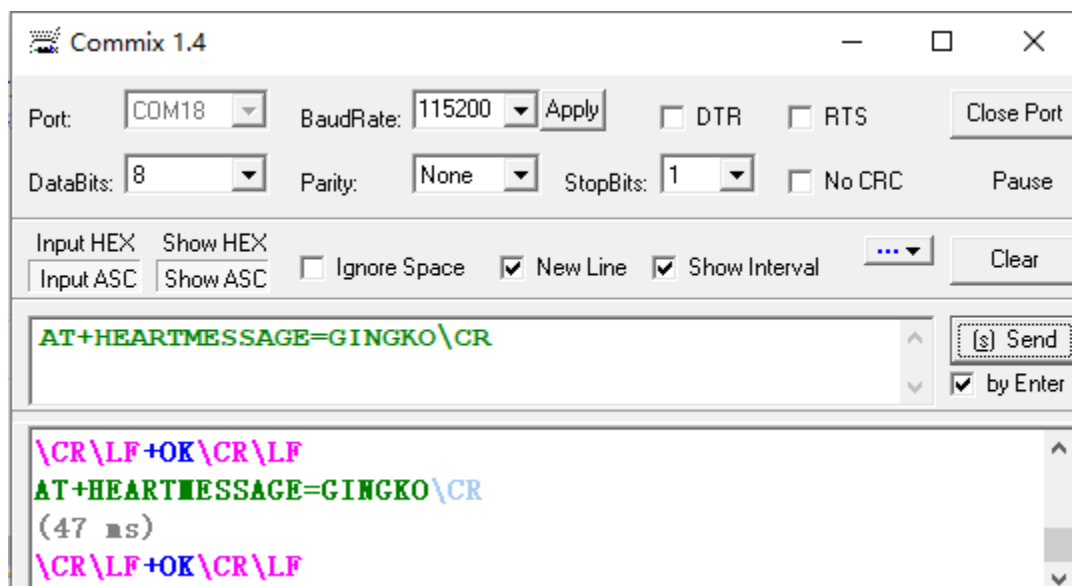 Commix 1.4
Port: COM18 BaudRate: 115200 Apply DTR RTS Close Port
DataBits: 8 Parity: None StopBits: 1 No CRC Pause
Input HEX Show HEX
Input ASC Show ASC Ignore Space New Line Show Interval ... Clear
AT+HEARTMESSAGE=GINGKO\CR
(s) Send
by Enter
\CR\LF+OK\CR\LF
AT+HEARTMESSAGE=GINGKO\CR
(47 ms)
\CR\LF+OK\CR\LF